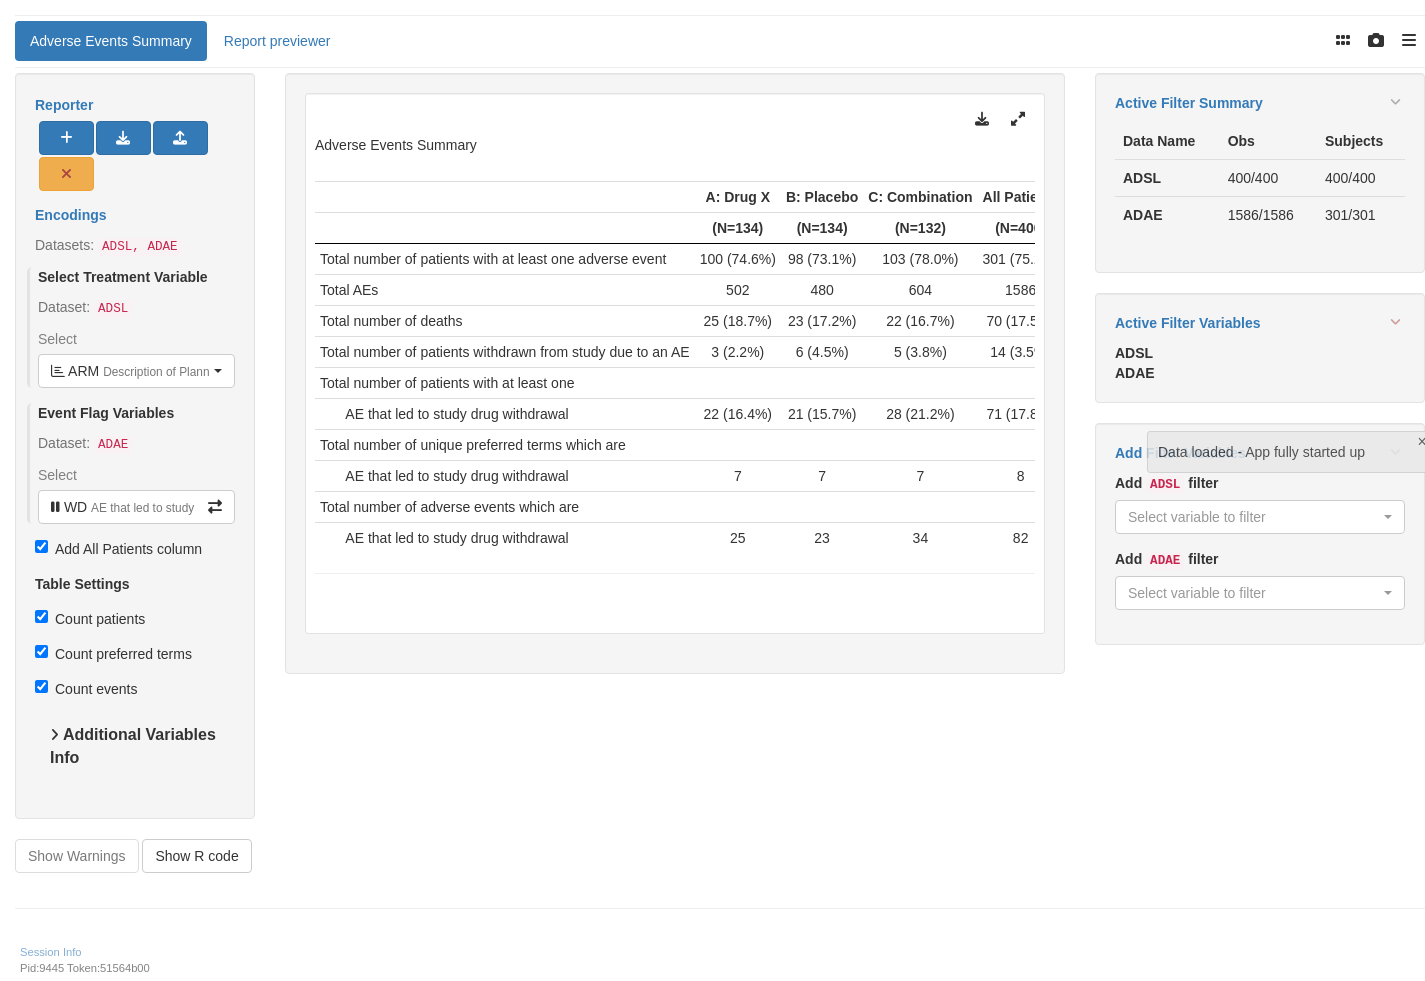 Adverse Events Summary
Report previewer
Reporter
Encodings
Datasets: ADSL, ADAE
Select Treatment Variable
Dataset: ADSL
Select
ARM Description of Plann
Event Flag Variables
Dataset: ADAE
Select
WD AE that led to study
Add All Patients column
Table Settings
Count patients
Count preferred terms
Count events
Additional Variables
Info
Show Warnings
Show R code
Adverse Events Summary
A: Drug X B: Placebo C: Combination All Patie
(N=134) (N=134) (N=132) (N=40
Total number of patients with at least one adverse event 100 (74.6%) 98 (73.1%) 103 (78.0%) 301 (75.
Total AEs 502 480 604 1586
Total number of deaths 25 (18.7%) 23 (17.2%) 22 (16.7%) 70 (17.5
Total number of patients withdrawn from study due to an AE 3 (2.2%) 6 (4.5%) 5 (3.8%) 14 (3.5
Total number of patients with at least one
AE that led to study drug withdrawal 22 (16.4%) 21 (15.7%) 28 (21.2%) 71 (17.8
Total number of unique preferred terms which are
AE that led to study drug withdrawal 7 7 7 8
Total number of adverse events which are
AE that led to study drug withdrawal 25 23 34 82
Active Filter Summary
Data Name Obs Subjects
ADSL 400/400 400/400
ADAE 1586/1586 301/301
Active Filter Variables
ADSL
ADAE
Add
Data loaded - App fully started up
×
Add ADSL filter
Select variable to filter
Add ADAE filter
Select variable to filter
Session Info
Pid:9445 Token:51564b00